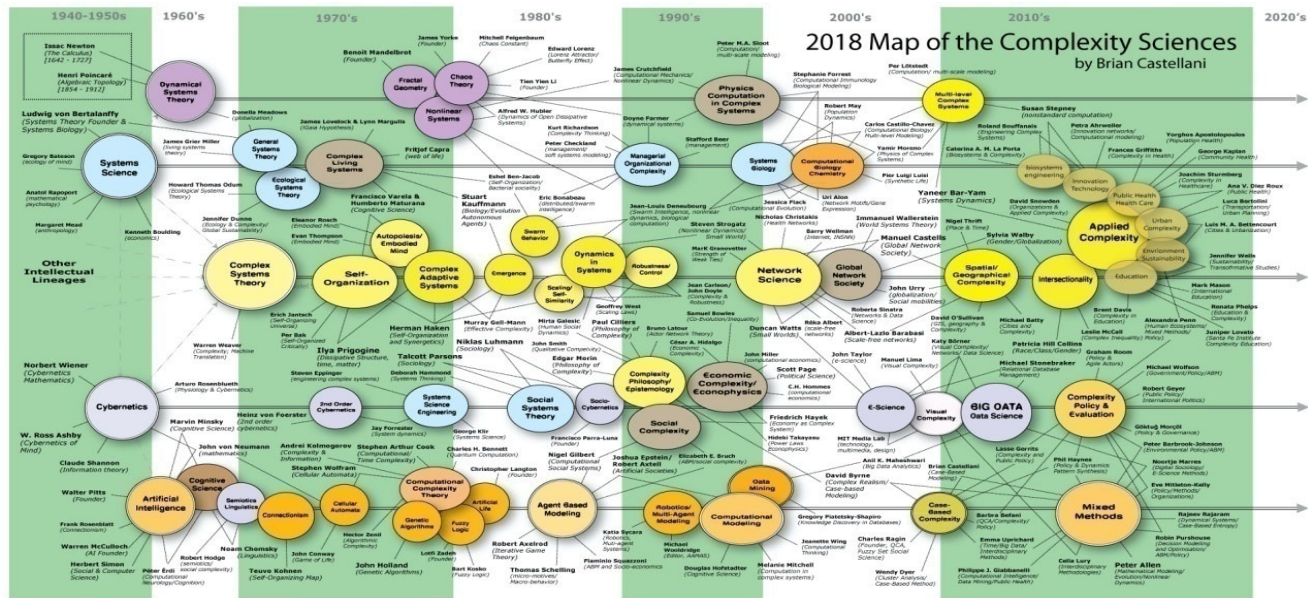 1940-1950s
1960's
1970's
1980's
1990's
2000's
2010's
2020's
2018 Map of the Complexity Sciences
by Brian Castellani
Issac Newton
(The Calculus)
[1642 - 1727]
Henri Poincaré
(Algebraic Topology)
[1854 - 1912]
Dynamical
Systems
Theory
Benoit Mandelbrot
(Founder)
James Yorke
(Founder)
Mitchell Feigenbaum
(Chaos Constant)
Edward Lorenz
(Lorenz Attractor/
Butterfly Effect)
Tien Yien Li
(Founder)
Fractal
Geometry
Chaos
Theory
Nonlinear
Systems
Alfred W. Hubler
(Dynamics of Open Dissipative
Systems)
Kurt Richardson
(Complexity Thinking)
Peter Checkland
(management/
soft systems modeling)
James Crutchfield
(Computational Mechanics/
Nonlinear Dynamics)
Peter M.A. Sloot
(Computation/
multi-scale modeling)
Doyne Farmer
(dynamical systems)
Stafford Beer
(management)
Physics
Computation
in Complex
Systems
Stephanie Forrest
(Computational Immunology
Biological Modeling)
Robert May
(Population
Dynamics)
Carlos Castillo-Chavez
(Computational Biology/
Multi-level Modeling)
Yamir Moreno
(Physics of Complex
Systems)
Pier Luigi Luisi
(Synthetic Life)
Uri Alon
(Network Motifs/Gene
Expression)
Multi-level
Complex
Systems
Susan Stepney
(nonstandard computation)
Roland Bouffanais
(Engineering Complex
Systems)
Petra Ahrweiler
(Innovation networks/
computational modeling)
Caterina A. M. La Porta
(Biosystems & Complexity)
Frances Griffiths
(Complexity in Health)
Yorghos Apostolopoulos
(Population Health)
George Kaplan
(Community Health)
Joachim Sturmberg
(Complexity in
Healthcare)
Ana V. Diez Roux
(Public Health)
Luca Bertolini
(Transportation/
Urban Planning)
Luis M. A. Bettencourt
(Cities & Urbanization)
Jennifer Wells
(Sustainability/
Transformative Studies)
Mark Mason
(International
Education)
Renata Phelps
(Education &
Complexity)
Juniper Lovato
(Santa Fe Institute
Complexity Education)
Ludwig von Bertalanffy
(Systems Theory Founder &
Systems Biology)
Gregory Bateson
(ecology of mind)
Anatol Rapoport
(mathematical
psychology)
Margaret Mead
(anthropology)
Kenneth Boulding
(economics)
Systems
Science
Donella Meadows
(globalization)
James Grier Miller
(living systems
theory)
Howard Thomas Odum
(Ecological Systems
Theory)
General
Systems
Theory
Ecological
Systems Theory
James Lovelock & Lynn Margulis
(Gaia Hypothesis)
Complex
Living
Systems
Fritjof Capra
(web of life)
Francisco Varela &
Humberto Maturana
(Cognitive Science)
Eleanor Rosch
(Embodied Mind)
Evan Thompson
(Embodied Mind)
Jennifer Dunne
(Ecology & Complexity/
Global Sustainability)
Autopoiesis/
Embodied
Mind
Stuart
Kauffmann
(Biology/Evolution
Autonomous
Agents)
Eshel Ben-Jacob
(Self-Organization/
Bacterial sociality)
Eric Bonabeau
(distributed/swarm
intelligence)
Jean-Louis Deneubourg
(Swarm Intelligence, nonlinear
dynamics, biological
computation)
Steven Strogatz
(Nonlinear Dynamics/
Small World)
Mark Granovetter
(Strength of
Weak Ties)
Managerial
Organizational
Complexity
Systems
Biology
Computational
Biology
Chemistry
Jessica Flack
(Computational Evolution)
Nicholas Christakis
(Health Networks)
Barry Wellman
(Internet, INSNA)
Immanuel Wallerstein
(World Systems Theory)
Manuel Castells
(Global Network
Society)
John Urry
(globalization/
Social mobilities)
Yaneer Bar-Yam
(Systems Dynamics)
David Snowden
(Organizations &
Applied Complexity)
Nigel Thrift
(Place & Time)
Sylvia Walby
(Gender/Globalization)
biosystems
engineering
Innovation
Technology
Public Health
Health Care
Urban
Complexity
Envirnment
Sustainability
Education
Applied
Complexity
Other
Intellectual
Lineages
Complex
Systems
Theory
Self-
Organization
Complex
Adaptive
Systems
Emergence
Swarm
Behavior
Scaling/
Self-
Similarity
Dynamics
in
Systems
Robustness/
Control
Network
Science
Global
Network
Society
Spatial/
Geographical
Complexity
Intersectionality
Erich Jantsch
(Self-Organizing
Universe)
Per Bak
(Self-Organized
Critically)
Ilya Prigogine
(Dissipative Structure,
time, matter)
Herman Haken
(Self-Organization
and Synergetics)
Murray Gell-Mann
(Effective Complexity)
Mirta Galesic
(Human Social
Dynamics)
Geoffrey West
(Scaling Laws)
Jean Carlson/
John Doyle
(Complexity &
Robustness)
Samuel Bowles
(Co-Evolution/Inequality)
Duncan Watts
(Small Worlds)
Réka Albert
(scale-free
networks)
Roberta Sinatra
(Networks & Data
Science)
Albert-Lazlo Barabasi
(Scale-free networks)
David O'Sullivan
(GIS, geography &
complexity)
Michael Batty
(Cities and
Complexity)
Brent Davis
(Complexity in
Education)
Leslie McCall
(Complex Inequality/
Policy)
Alexandra Penn
(Human Ecosystem/
Mixed Methods)
Warren Weaver
(Complexity; Machine
Translation)
Norbert Wiener
(Cybernetics
Mathematics)
Arturo Rosenblueth
(Physiology & Cybernetics)
W. Ross Ashby
(Cybernetics of
Mind)
Cybernetics
2nd Order
Cybernetics
Systems
Science
Engineering
Steven Eppinger
(engineering complex
systems)
Talcott Parsons
(Sociology)
Deborah Hammond
(Systems Thinking)
Niklas Luhmann
(Sociology)
John Smith
(Qualitative Compexity)
Edgar Morin
(Philosophy of
Complexity)
Paul Cilliers
(Philosophy of
Complexity)
Bruno Latour
(Actor Network Theory)
César A. Hidalgo
(Economic
Complexity)
John Miller
(computational economics)
Scott Page
(Political Science)
C.H. Hommes
(computational
economics)
John Taylor
(e-science)
Manuel Lima
Katy Börner
(Visual Complexity/
Networks/ Data Science)
Michael Stonebraker
(Relational Database
Management)
Patricia Hill Collins
(Race/Class/Gender)
Graham Room
(Policy &
Agile Actors)
Michael Wolfson
(Government/Policy/ABM)
Robert Geyer
(Public Policy/
International Politics)
Göktuğ Morçöl
(Policy & Governance)
Peter Barbrook-Johnson
(Environmental Policy/ABM)
Noortje Marres
(Digital Sociology/
E-Science Methods)
Eve Mitleton-Kelly
(Policy/Methods/
Organizations)
Social
Systems
Theory
Socio-
Cybernetics
Complexity
Philosophy/
Epistemology
Economic
Complexity/
Econophysics
Social
Complexity
E-Science
Visual
Complexity
BIG DATA
Data Science
Complexity
Policy &
Evaluation
Marvin Minsky
(Cognitive Science)
Heinz von Foerster
(2nd order
cybernetics)
Jay Forrester
(System dynamics)
George Klir
(Systems Science)
Francisco Parra-Luna
(Founder)
Friedrich Hayek
(Economy as Complex
System)
Hideki Takayasu
(Power Laws
Econophysics)
MIT Media Lab
(technology,
multimedia, design)
Lasse Gerrits
(Complexity and
Public Policy)
Phil Haynes
(Policy & Dynamics
Pattern Synthesis)
Claude Shannon
(Information theory)
John von Neumann
(mathematics)
Andrei Kolmogerov
(Complexity &
Information)
Stephen Wolfram
(Cellular Automata)
Stephen Arthur Cook
(Computational/
Time Complexity)
Charles H. Bennett
(Quantum Computation)
Christopher Langton
(Founder)
Nigel Gilbert
(Computational
Social Systems)
Joshua Epstein/
Robert Axtell
(Artificial Societies)
Elizabeth E. Bruch
(ABM/social complexity)
Anil K. Maheshwari
(Big Data Analytics)
David Byrne
(Complex Realism/
Case-based
Modeling)
Brian Castellani
(Case-Based
Modeling)
Walter Pitts
(Founder)
Frank Rosenblatt
(Connectionism)
Warren McCulloch
(AI Founder)
Herbert Simon
(Social & Computer
Science)
Artificial
Intelligence
Cognitive
Science
Semiotics
Linguistics
Connectionism
Cellular
Automata
Computational
Complexity
Theory
Genetic
Algorithms
Fuzzy
Logic
Artificial
Life
Agent Based
Modeling
Robotics/
Multi-Agent
Modeling
Data
Mining
Computational
Modeling
Case-
Based
Complexity
Mixed
Methods
Péter Érdi
(Computational
Neurology/Cognition)
Robert Hodge
(semiotics/
social complexity)
Noam Chomsky
(Linguistics)
Teuvo Kohnen
(Self-Organizing Map)
John Conway
(Game of Life)
Hector Zenil
(Algorithmic
Complexity)
John Holland
(Genetic Algorithms)
Lotfi Zadeh
(Founder)
Bart Kosko
(Fuzzy Logic)
Robert Axelrod
(Iterative Game
Theory)
Thomas Schelling
(micro-motives/
Macro-behavior)
Flaminio Squazzoni
(ABM and Socio-economics)
Katia Sycara
(Robotics,
Multi-Agent
Systems)
Michael
Wooldridge
(Editor, AAMAS)
Douglas Hofstadter
(Cognitive Science)
Melanie Mitchell
(Computation in
complex systems)
Jeanette Wing
(Computational
Thinking)
Gregory Piatetsky-Shapiro
(Knowledge Discovery in Databases)
Charles Ragin
(Founder, QCA,
Fuzzy Set Social
Science)
Wendy Dyer
(Cluster Analysis/
Case-Based Method)
Barbra Bellani
(QCA/Complexity/
Policy)
Emma Uprichard
(Time/Big Data/
Interdisciplinary
Methods)
Philippe J. Giabbanelli
(Computational Intelligence/
Data Mining/Public Health)
Celia Lury
(Interdisciplinary
Methodologies)
Peter Allen
(Mathematical Modeling/
Evolution/Nonlinear
Dynamics)
Rajeev Rajaram
(Dynamical Systems/
Case-Based Entropy)
Robin Purshouse
(Decision Modeling
and Optimisation/
ABM/Policy)